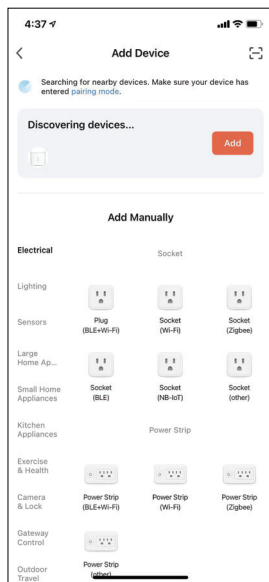 4:37
Add Device
Searching for nearby devices. Make sure your device has
entered pairing mode.
Discovering devices...
Add
Add Manually
Electrical
Socket
Lighting
Plug
(BLE+Wi-Fi)
Socket
(Wi-Fi)
Socket
(Zigbee)
Sensors
Large
Home Ap...
Socket
(BLE)
Socket
(NB-IoT)
Socket
(other)
Small Home
Appliances
Kitchen
Appliances
Power Strip
Exercise
& Health
Power Strip
(BLE+Wi-Fi)
Power Strip
(Wi-Fi)
Power Strip
(Zigbee)
Camera
& Lock
Gateway
Control
Power Strip
(other)
Outdoor
Travel